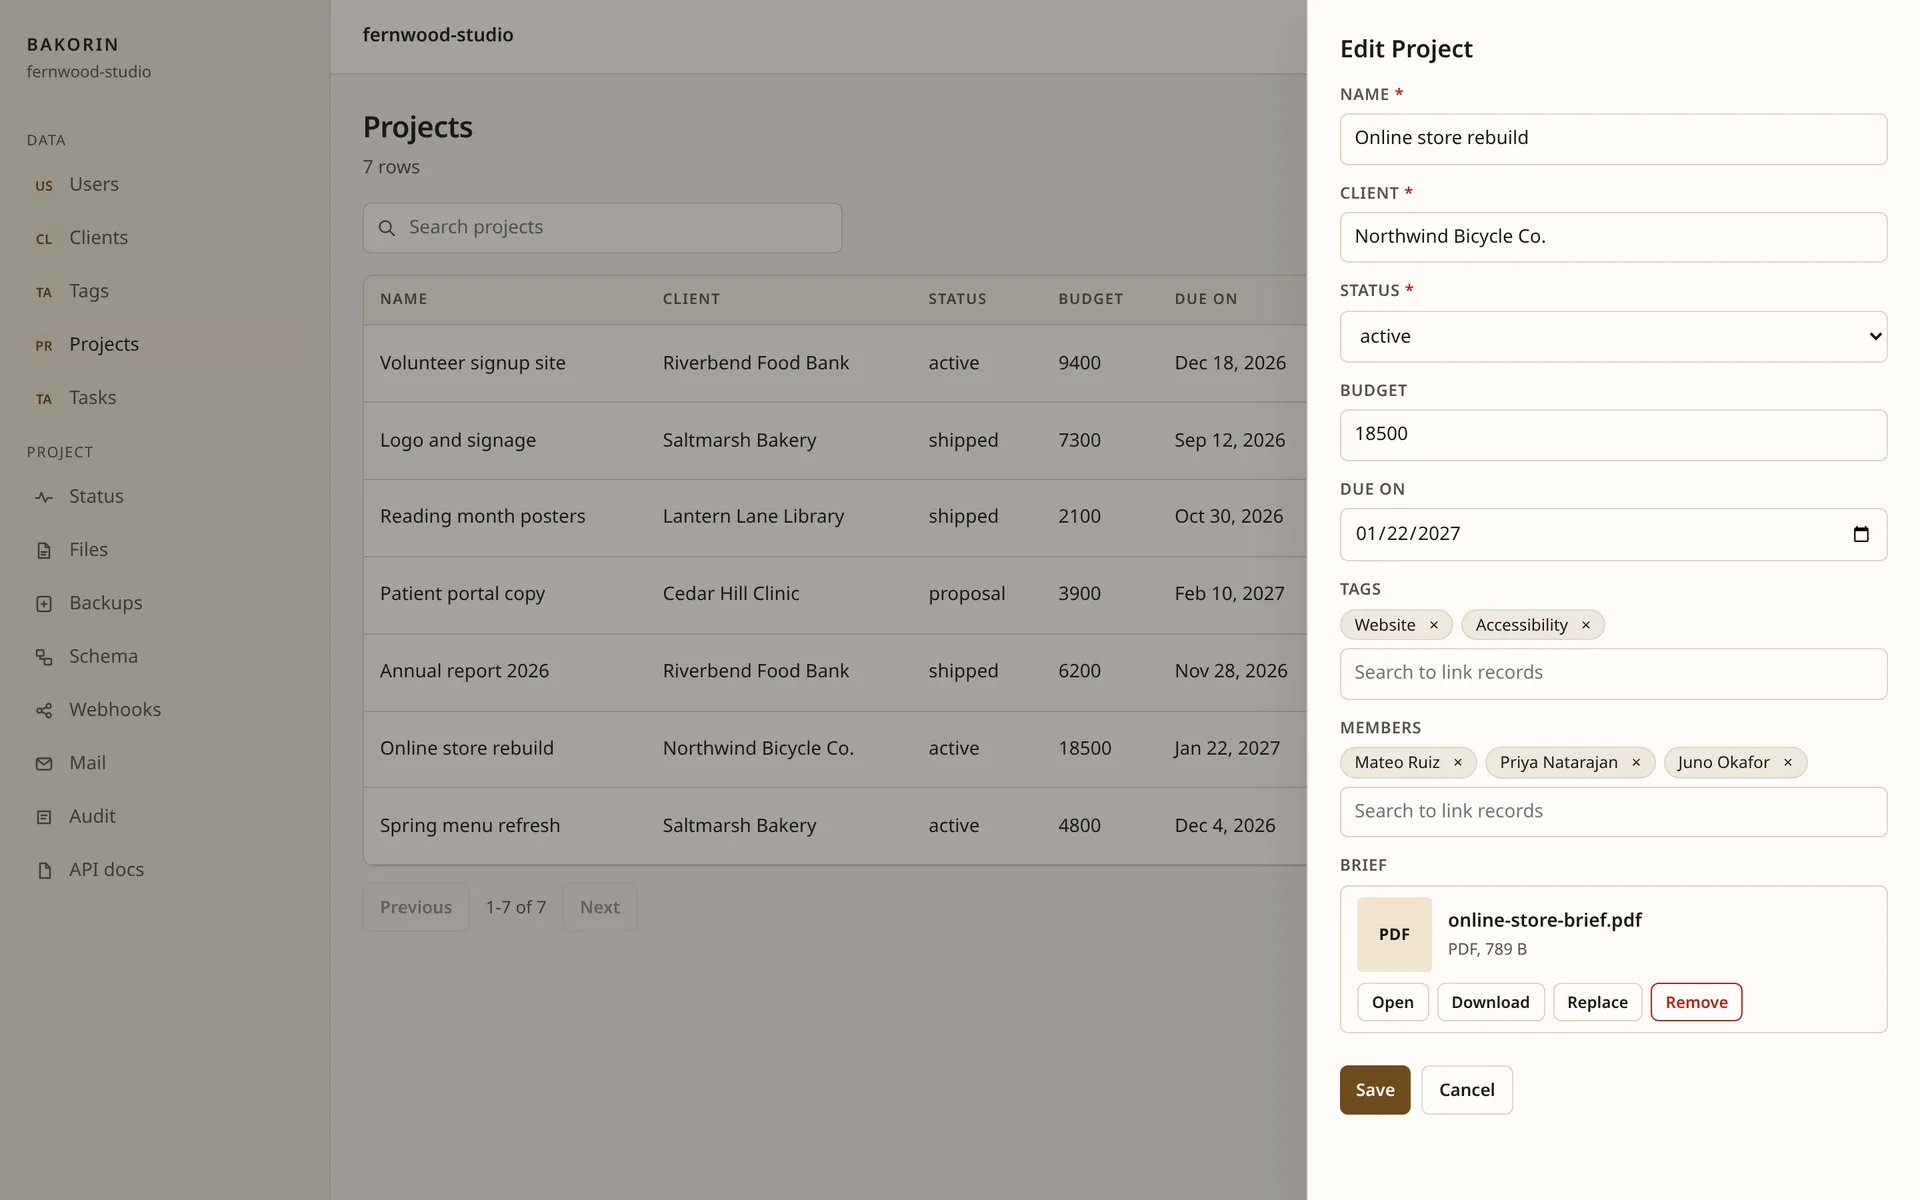 BAKORIN
fernwood-studio
DATA
US Users
CL Clients
TA Tags
PR Projects
TA Tasks
PROJECT
Status
Files
Backups
Schema
Webhooks
Mail
Audit
API docs
fernwood-studio
Projects
7 rows
Search projects
NAME CLIENT STATUS BUDGET DUE ON
Volunteer signup site Riverbend Food Bank active 9400 Dec 18, 2026
Logo and signage Saltmarsh Bakery shipped 7300 Sep 12, 2026
Reading month posters Lantern Lane Library shipped 2100 Oct 30, 2026
Patient portal copy Cedar Hill Clinic proposal 3900 Feb 10, 2027
Annual report 2026 Riverbend Food Bank shipped 6200 Nov 28, 2026
Online store rebuild Northwind Bicycle Co. active 18500 Jan 22, 2027
Spring menu refresh Saltmarsh Bakery active 4800 Dec 4, 2026
Previous 1-7 of 7 Next
Edit Project
NAME *
Online store rebuild
CLIENT *
Northwind Bicycle Co.
STATUS *
active
BUDGET
18500
DUE ON
01/22/2027
TAGS
Website × Accessibility ×
Search to link records
MEMBERS
Mateo Ruiz × Priya Natarajan × Juno Okafor ×
Search to link records
BRIEF
PDF
online-store-brief.pdf
PDF, 789 B
Open Download Replace Remove
Save Cancel